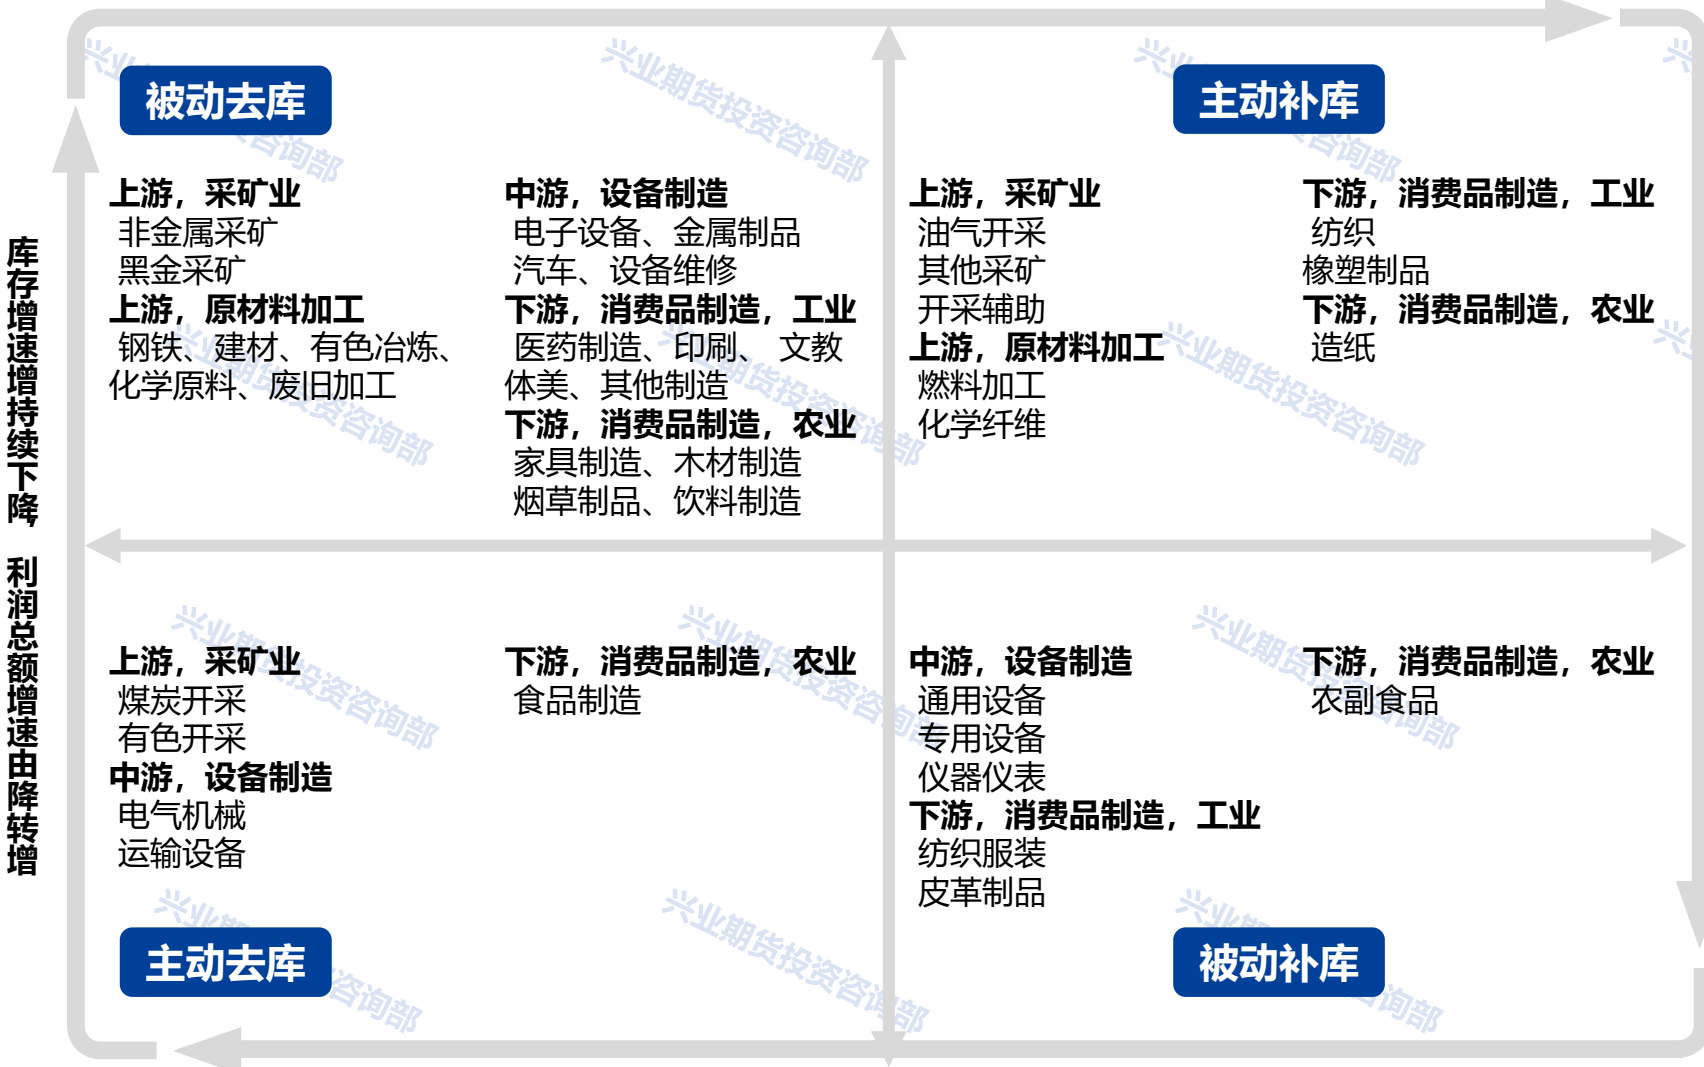 被动去库
上游，采矿业
非金属采矿
黑金采矿
上游，原材料加工
钢铁、建材、有色冶炼、
化学原料、废旧加工
中游，设备制造
电子设备、金属制品
汽车、设备维修
下游，消费品制造，工业
医药制造、印刷、 文教
体美、其他制造
下游，消费品制造，农业
家具制造、木材制造
烟草制品、饮料制造
主动补库
上游，采矿业
油气开采
其他采矿
开采辅助
上游，原材料加工
燃料加工
化学纤维
下游，消费品制造，工业
纺织
橡塑制品
下游，消费品制造，农业
造纸
库存增速增持续下降，利润总额增速由降转增
上游，采矿业
煤炭开采
有色开采
中游，设备制造
电气机械
运输设备
下游，消费品制造，农业
食品制造
主动去库
中游，设备制造
通用设备
专用设备
仪器仪表
下游，消费品制造，工业
纺织服装
皮革制品
下游，消费品制造，农业
农副食品
被动补库
兴业期货投资咨询部